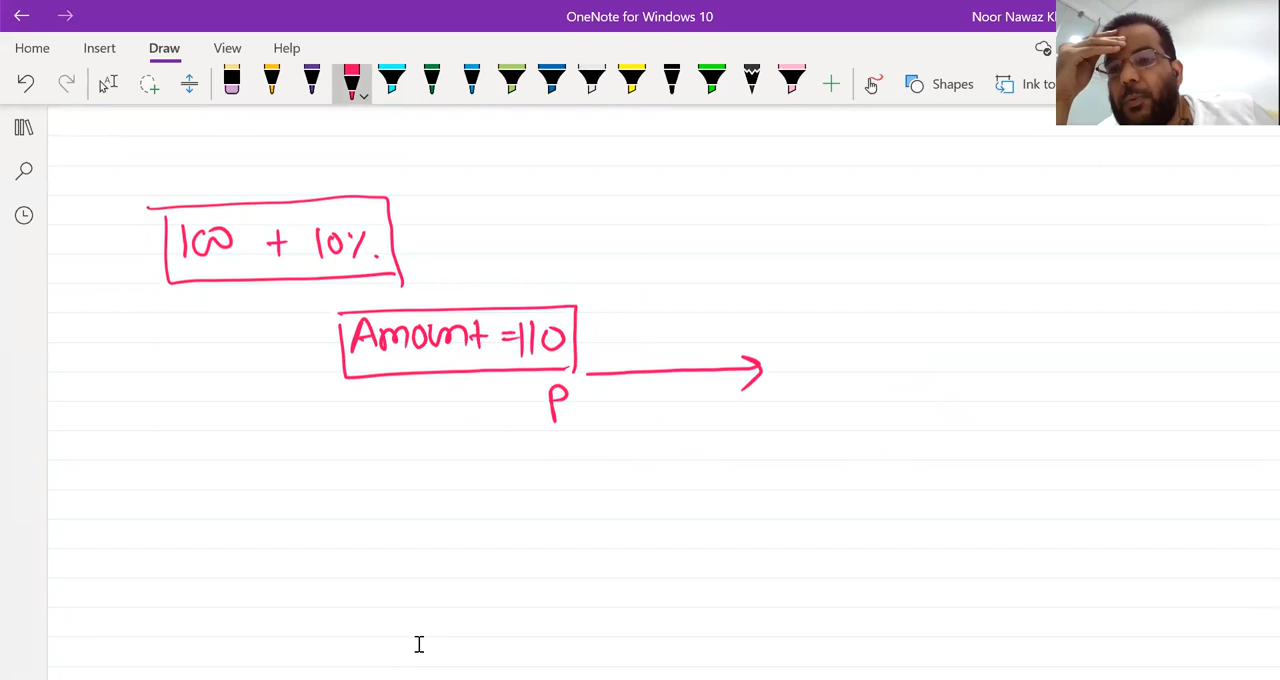 OneNote for Windows 10
Noor Nawaz Kh
Home Insert Draw View Help
Shapes Ink to
100 + 10%.
Amount = 110
P